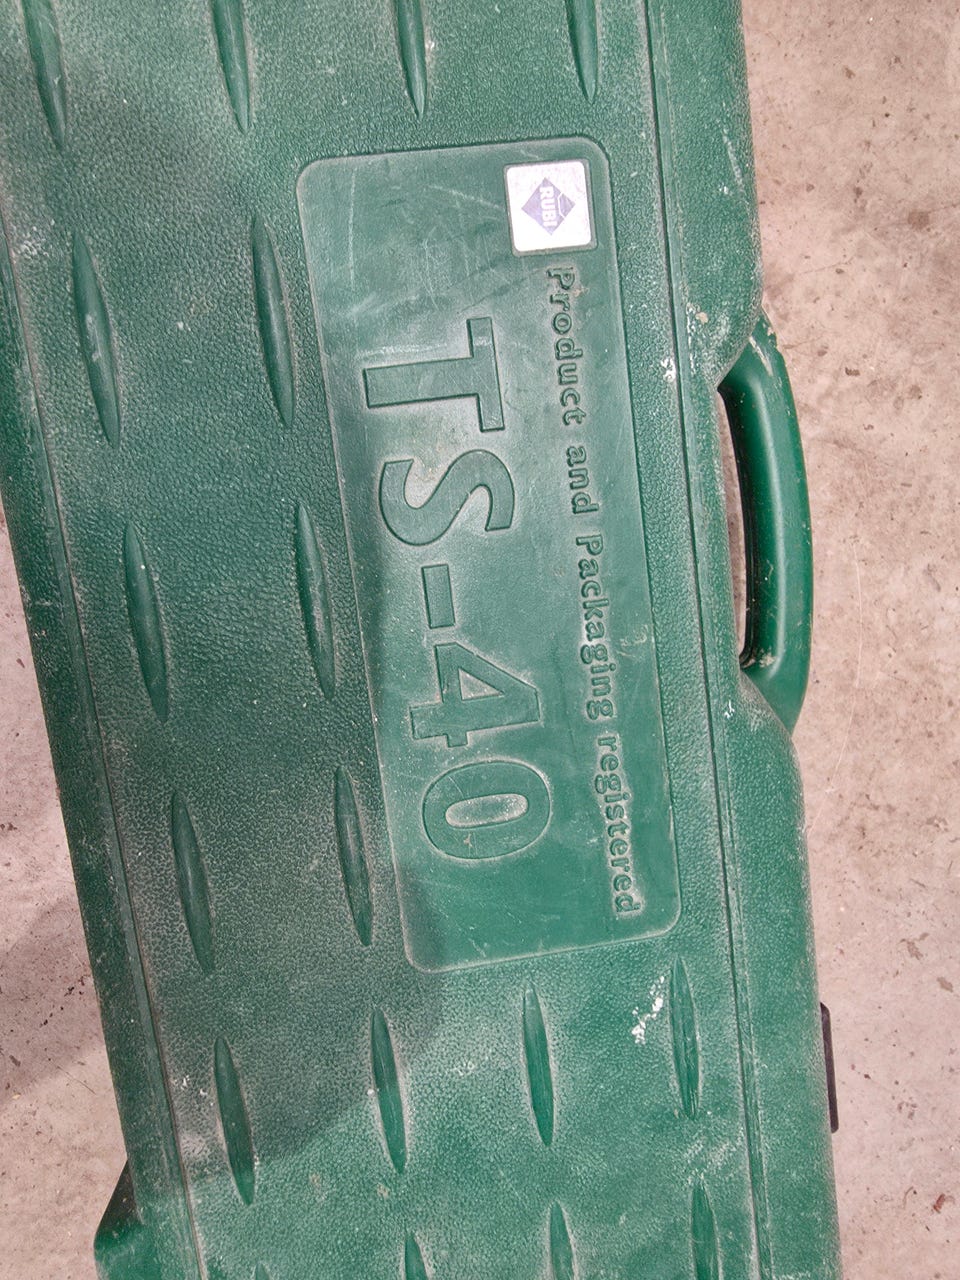 RUBI
TS-40
Product and Packaging registered